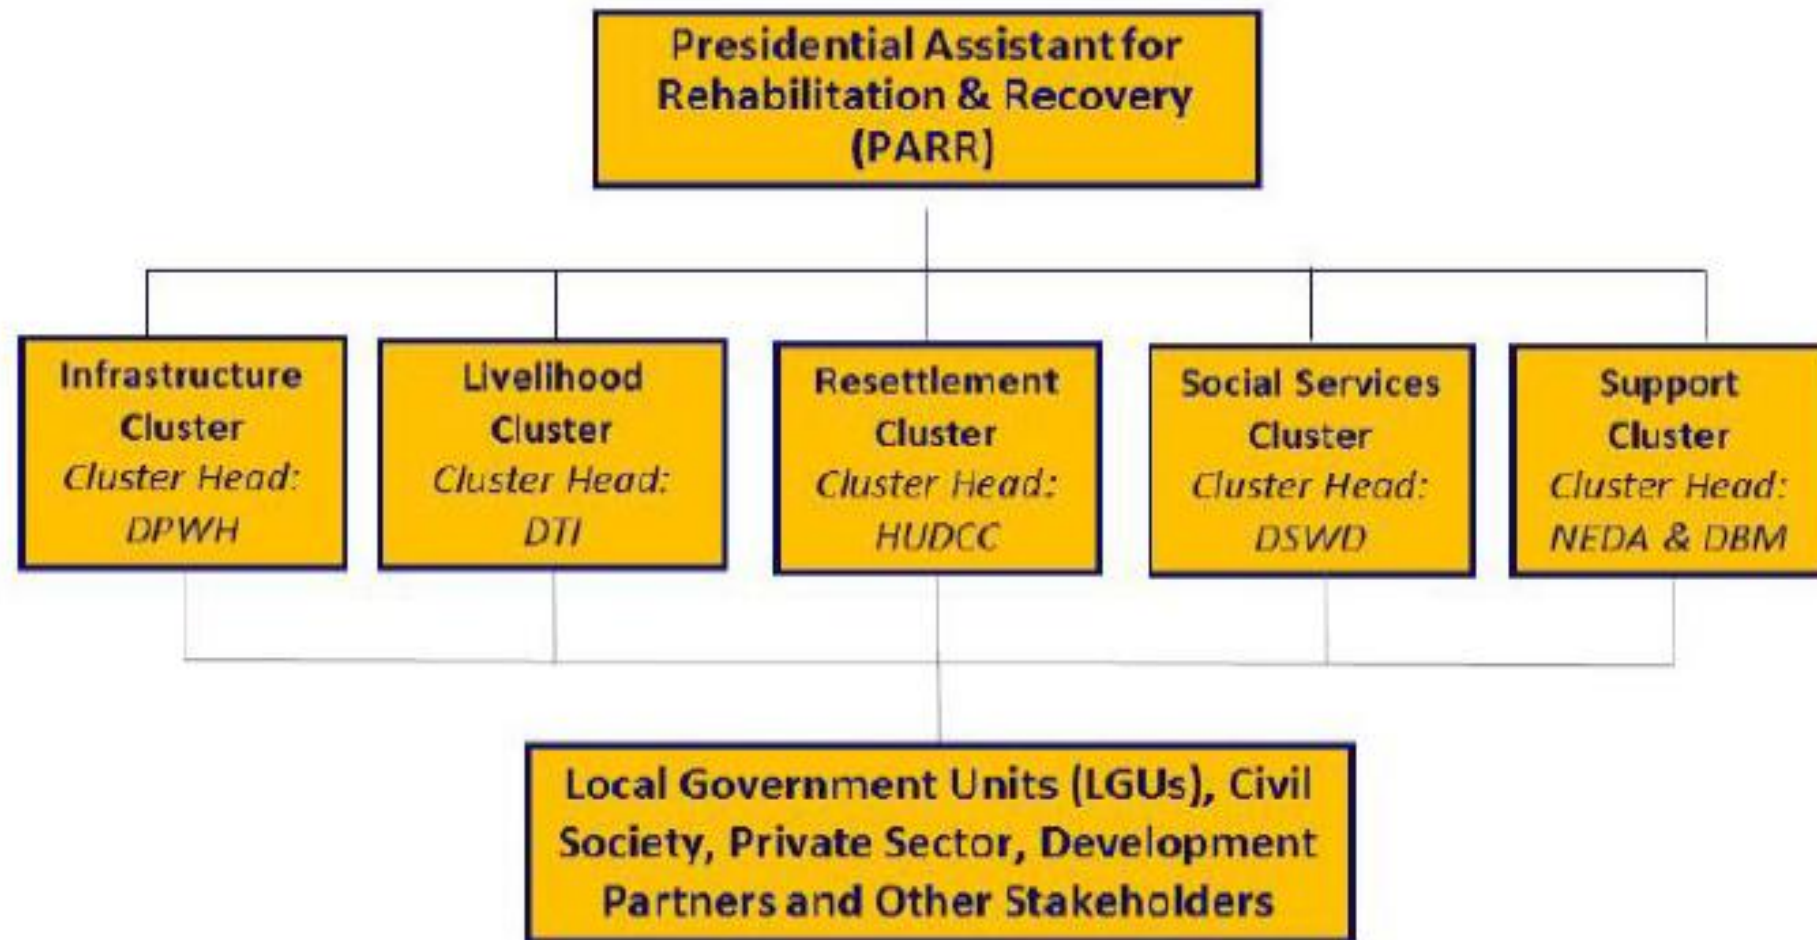 Presidential Assistant for
Rehabilitation & Recovery
(PARR)
Infrastructure
Cluster
Cluster Head:
DPWH
Livelihood
Cluster
Cluster Head:
DTI
Resettlement
Cluster
Cluster Head:
HUDCC
Social Services
Cluster
Cluster Head:
DSWD
Support
Cluster
Cluster Head:
NEDA & DBM
Local Government Units (LGUs), Civil
Society, Private Sector, Development
Partners and Other Stakeholders